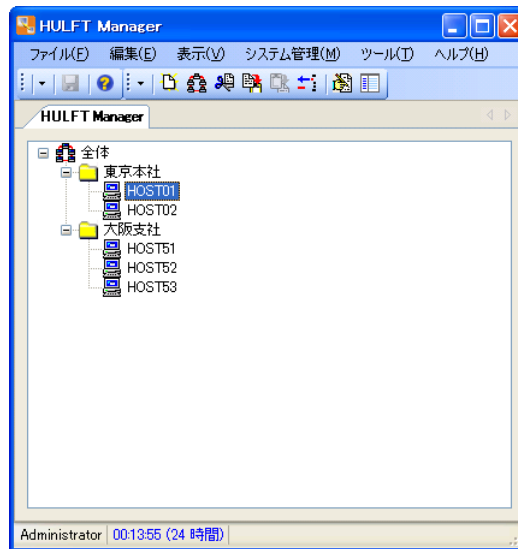 HULFT Manager
ファイル(F) 編集(E) 表示(V) システム管理(M) ツール(T) ヘルプ(H)
HULFT Manager
全体
東京本社
HOST01
HOST02
大阪支社
HOST51
HOST52
HOST53
Administrator 00:13:55 (24 時間)